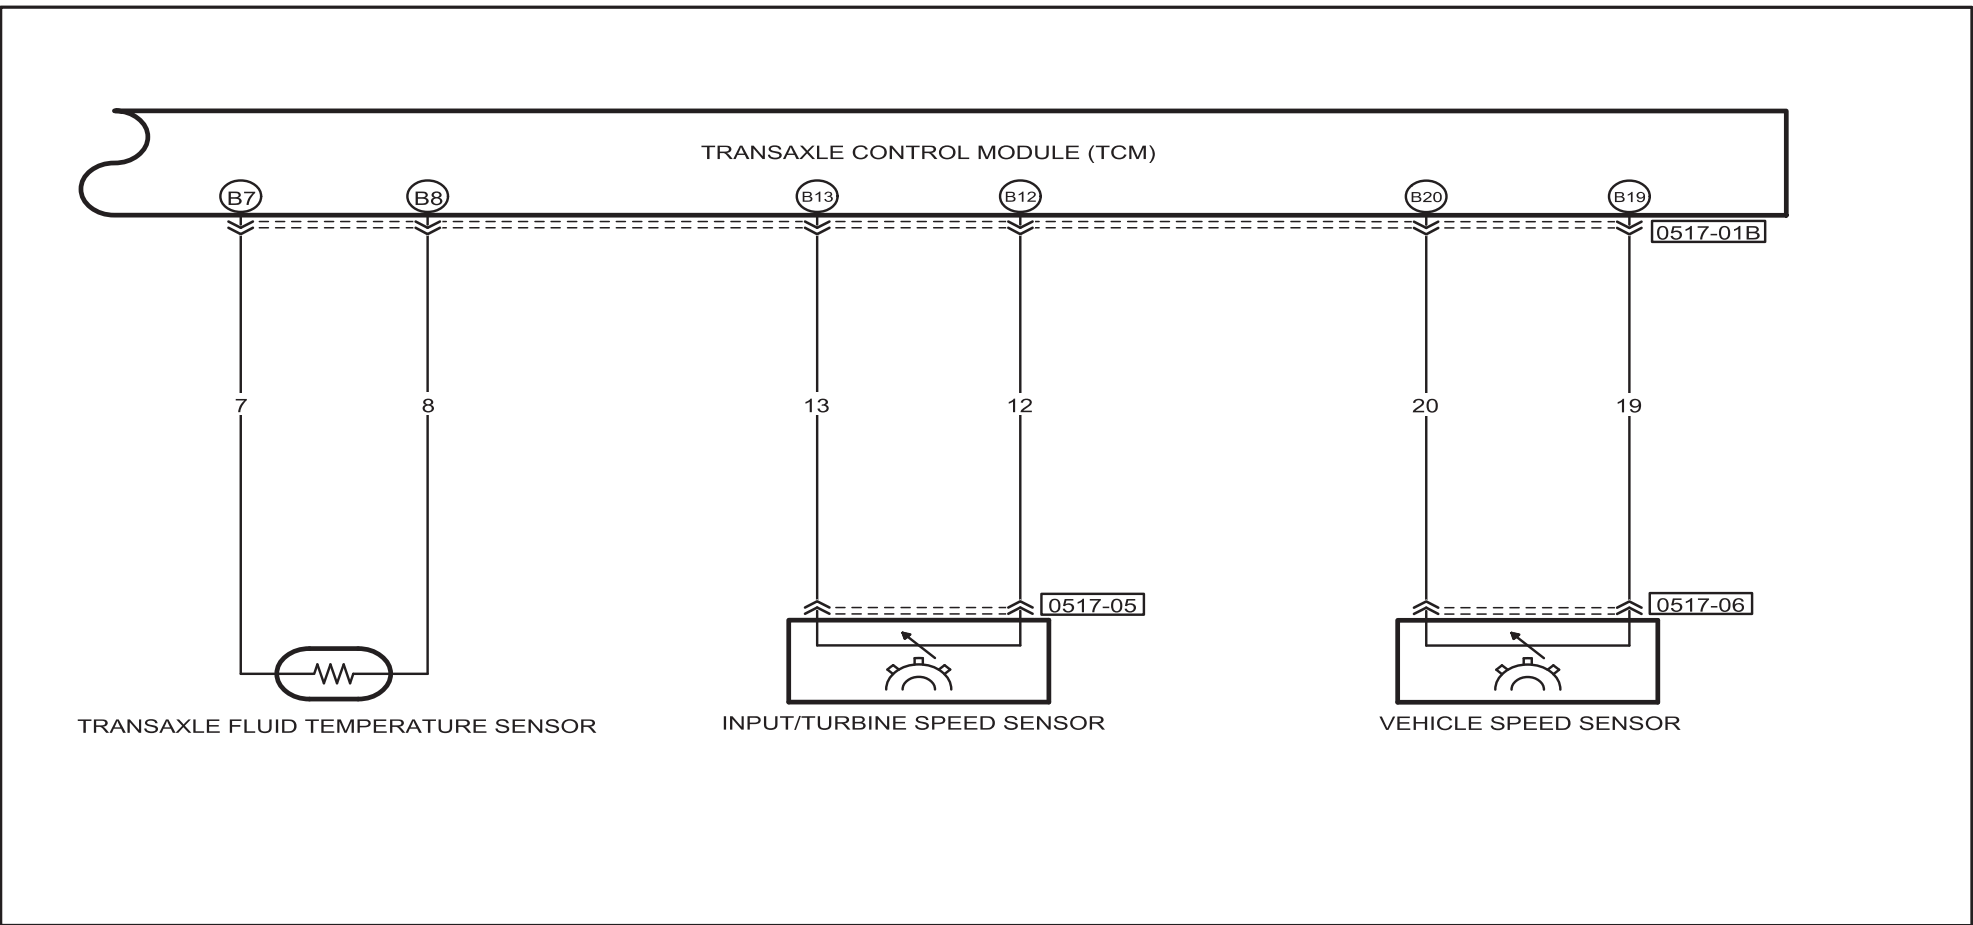 TRANSAXLE CONTROL MODULE (TCM)
B7 B8 B13 B12 B20 B19
0517-01B
7 8 13 12 20 19
0517-05 0517-06
TRANSAXLE FLUID TEMPERATURE SENSOR INPUT/TURBINE SPEED SENSOR VEHICLE SPEED SENSOR